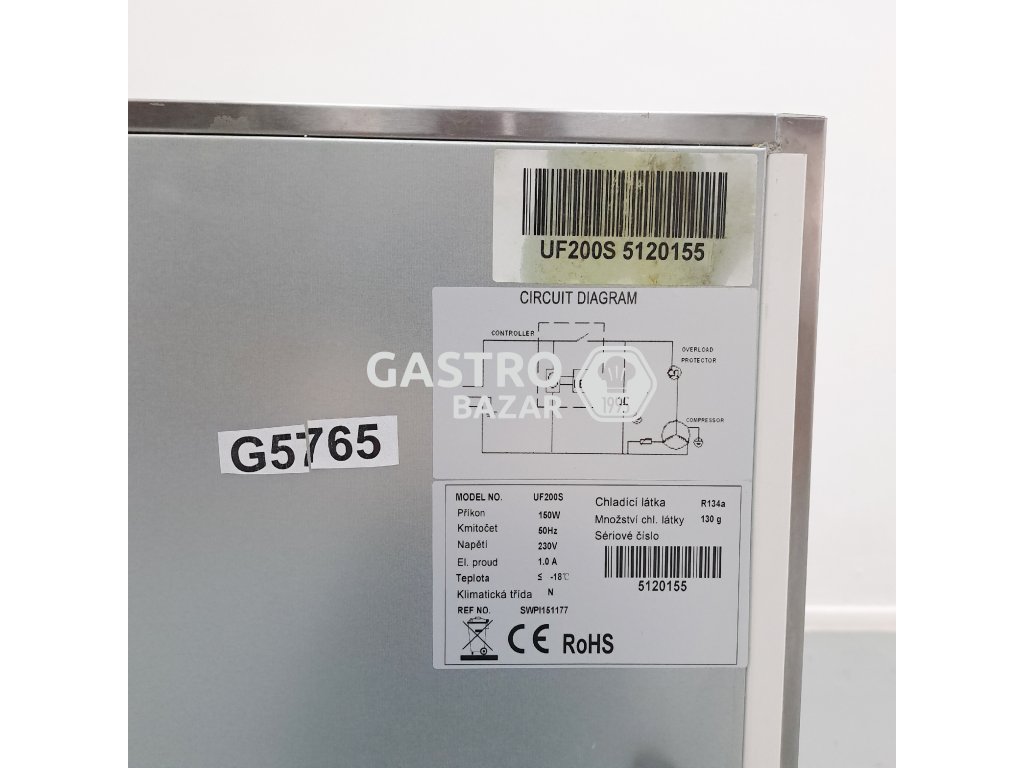 UF200S 5120155
CIRCUIT DIAGRAM
CONTROLLER
OVERLOAD
PROTECTOR
COMPRESSOR
GASTRO
BAZAR
1995
G5765
MODEL NO. UF200S
Příkon 150W
Kmitočet 50Hz
Napětí 230V
El. proud 1.0 A
Teplota ≤ -18℃
Klimatická třída N
REF NO. SWPI151177
Chladící látka R134a
Množství chl. látky 130 g
Sériové číslo
5120155
CE RoHS